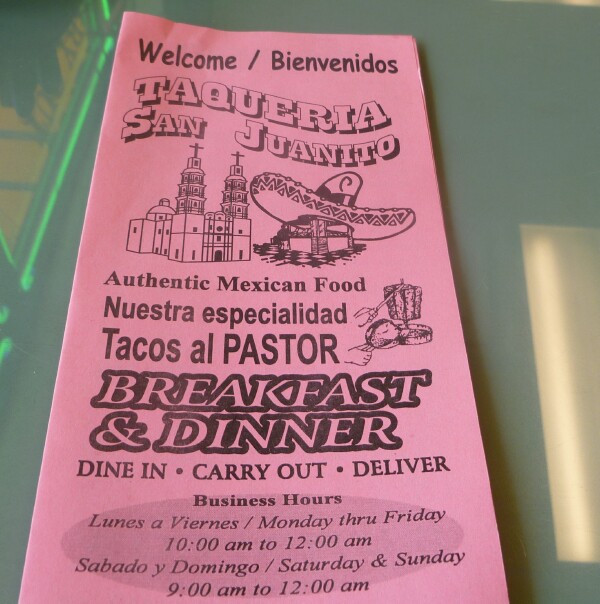 Welcome / Bienvenidos
TAQUERIA
SAN JUANITO
Authentic Mexican Food
Nuestra especialidad
Tacos al PASTOR
BREAKFAST
& DINNER
DINE IN • CARRY OUT • DELIVER
Business Hours
Lunes a Viernes / Monday thru Friday
10:00 am to 12:00 am
Sabado y Domingo / Saturday & Sunday
9:00 am to 12:00 am